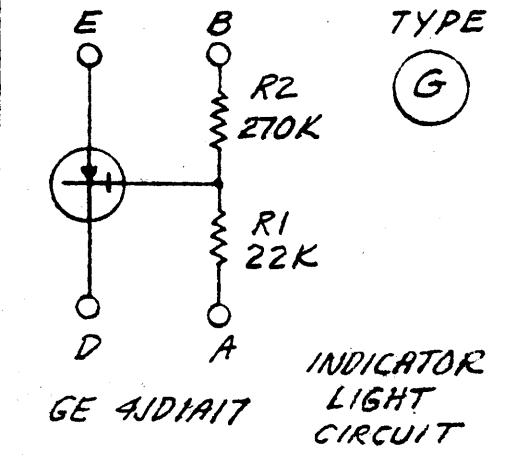 E B TYPE
G
R2
270K
R1
22K
D A
GE 4JD1A17
INDICATOR
LIGHT
CIRCUIT